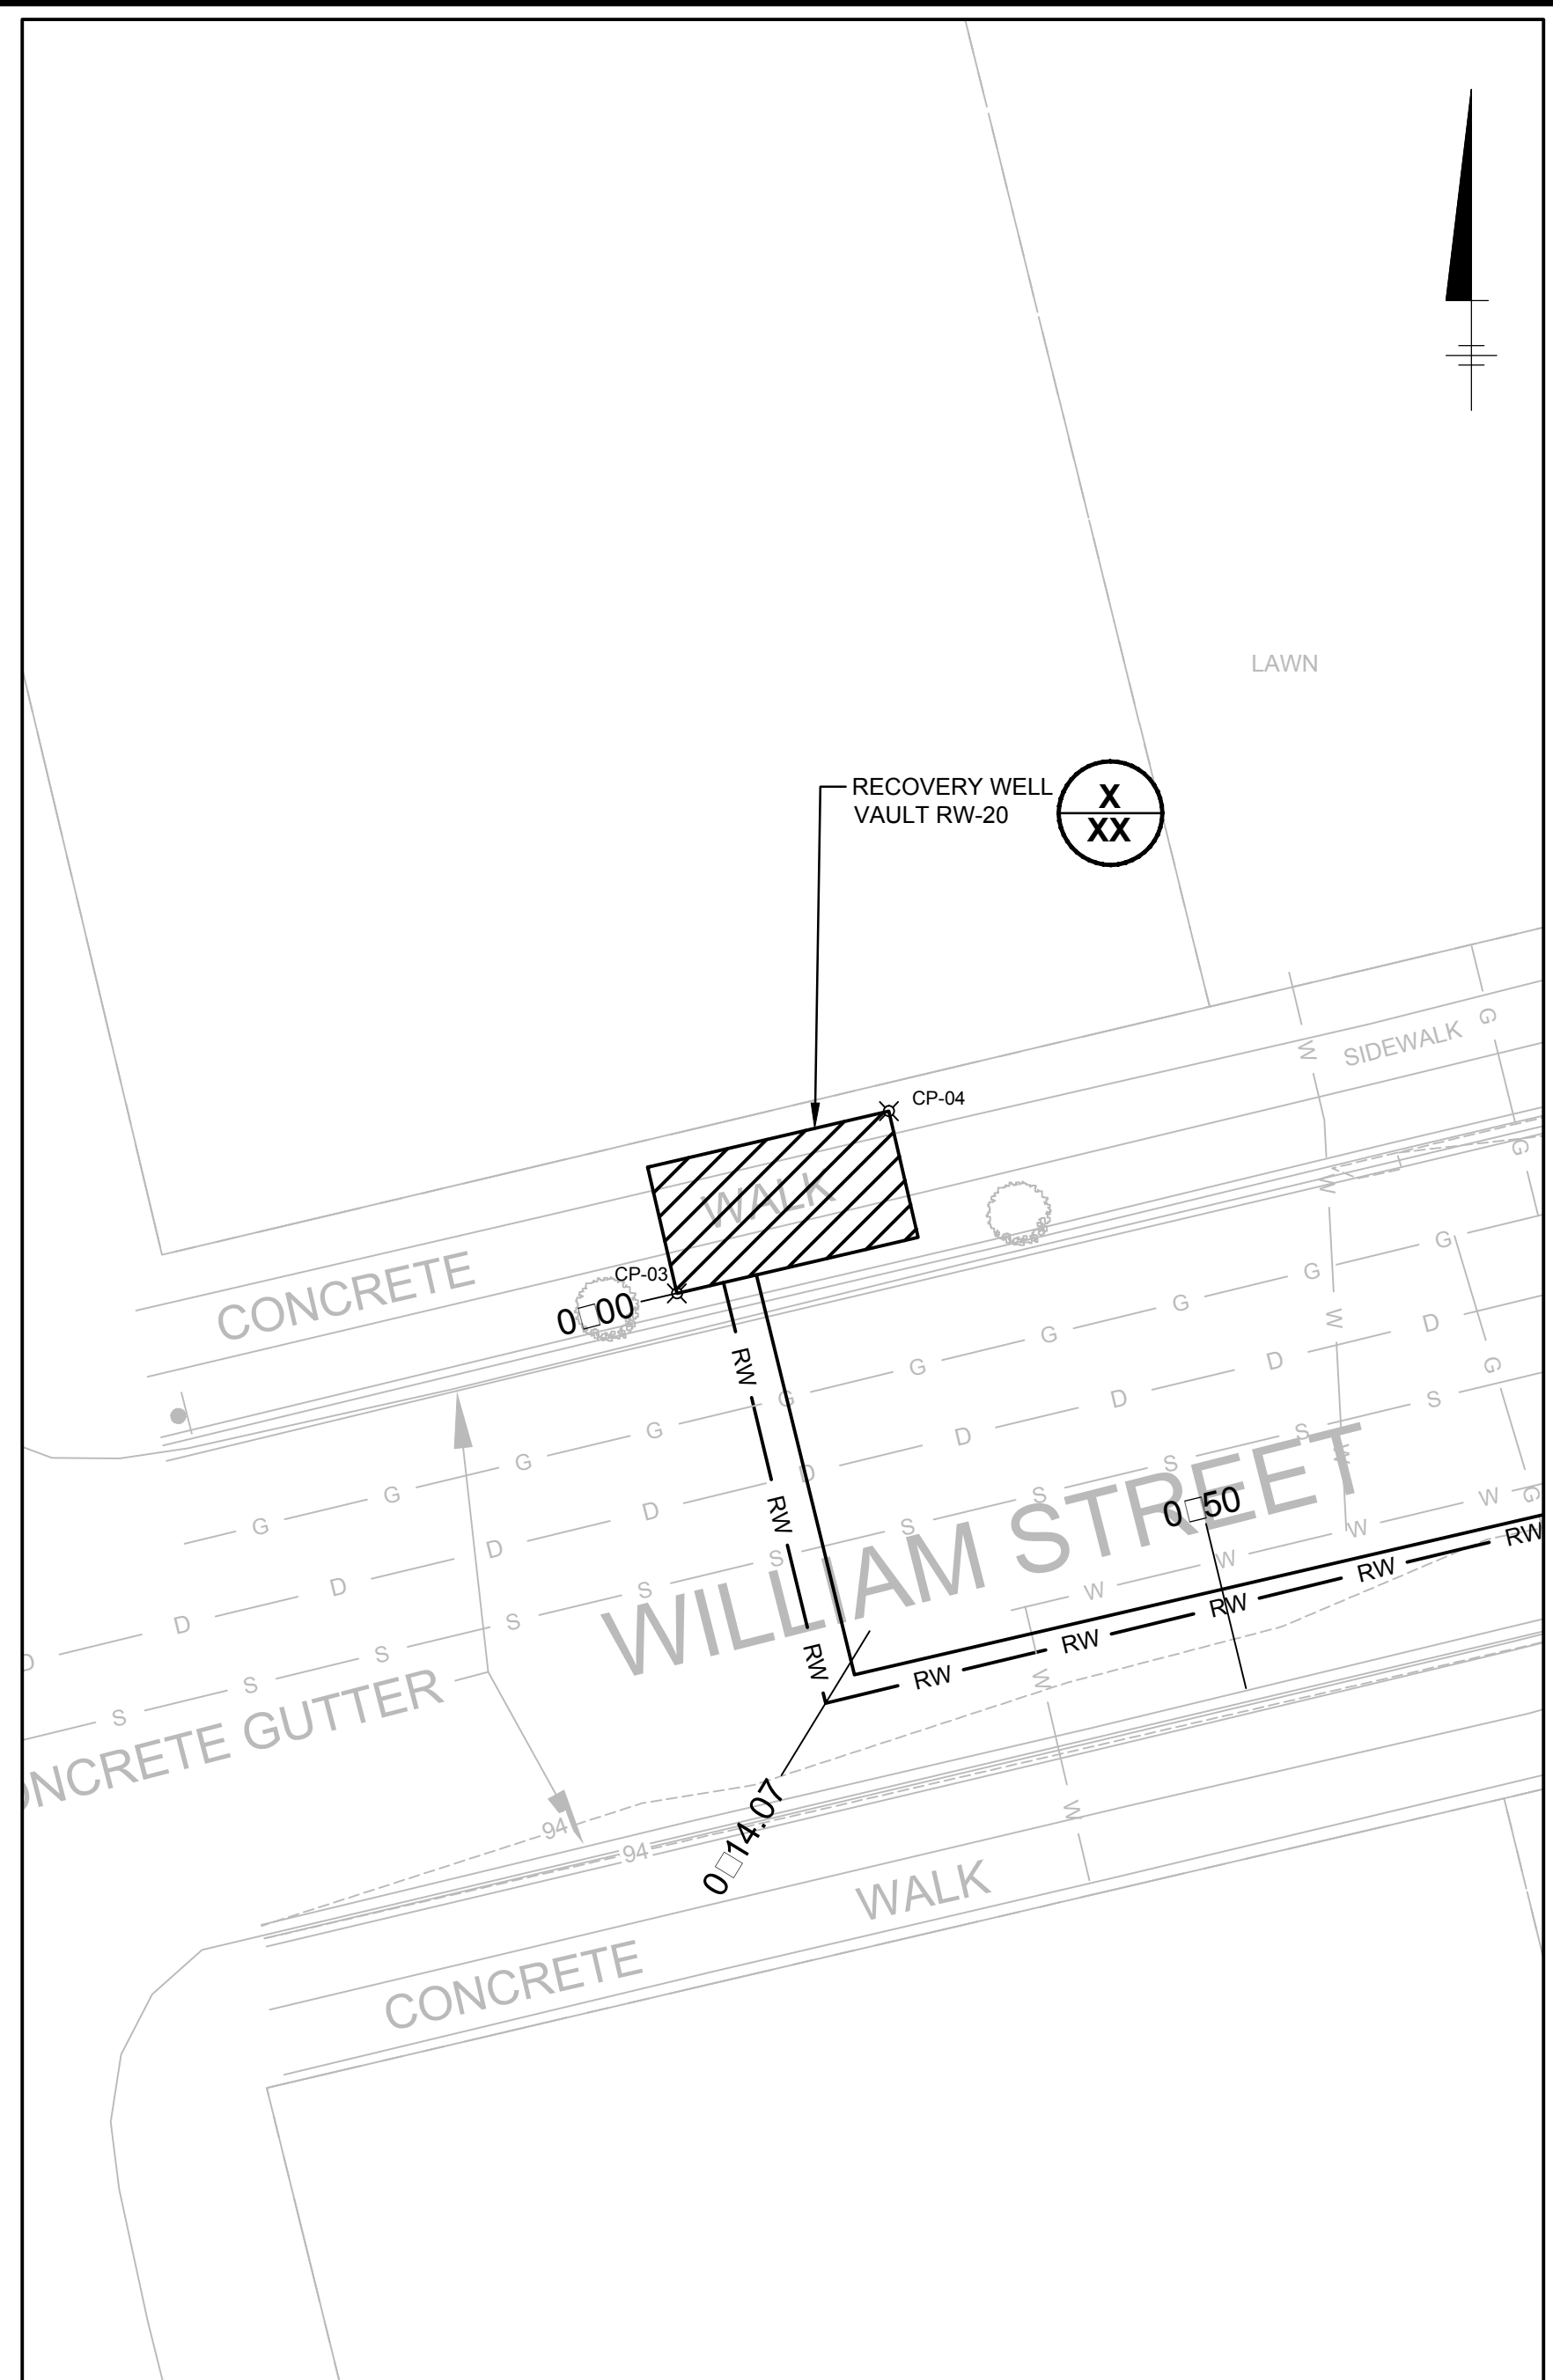 LAWN
RECOVERY WELL
VAULT RW-20
X
XX
G
SIDEWALK
W
CP-04
G
WALK
W
CONCRETE
CP-03
0□00
G
G
G
G
G
G
G
G
G
G
W
D
D
D
D
D
D
D
D
D
G
S
S
S
S
S
S
S
S
S
S
S
RW
RW
RW
WILLIAM STREET
0□50
W
W
W
W
W
G
RW
RW
RW
RW
RW
W
ONCRETE GUTTER
94
94
0□14.07
W
WALK
CONCRETE